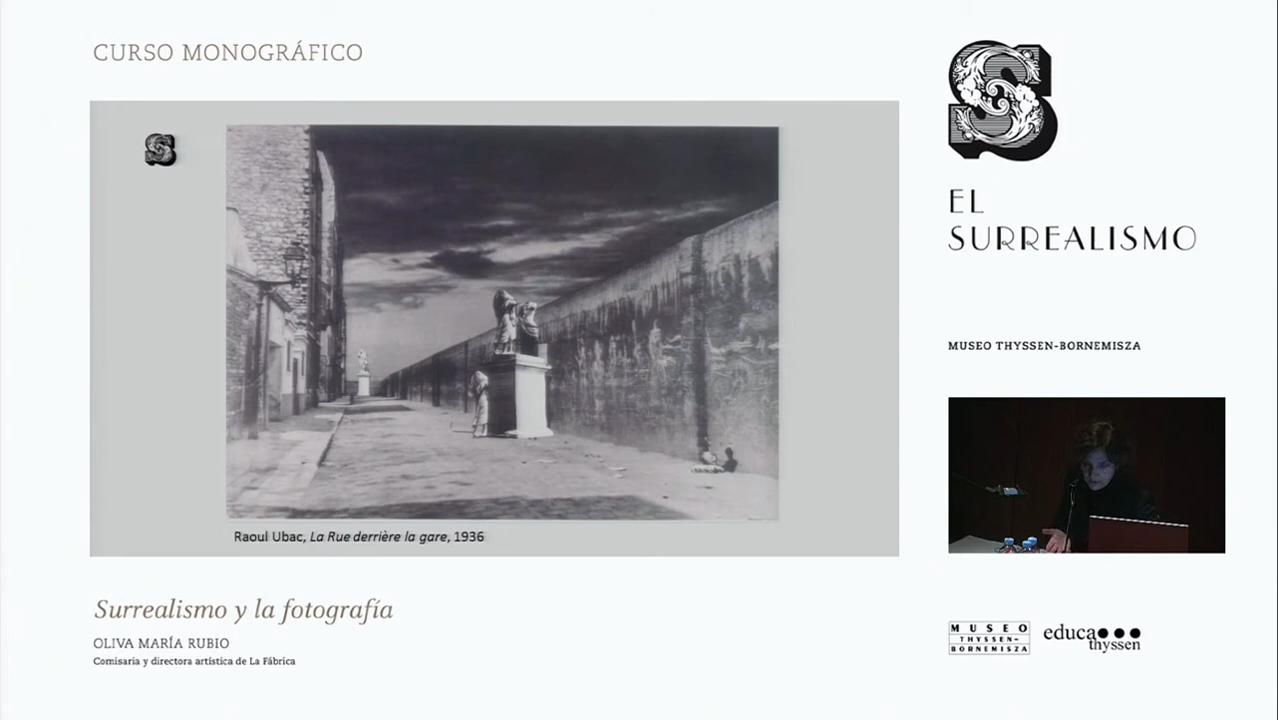 CURSO MONOGRÁFICO
S
S
EL
SURREALISMO
MUSEO THYSSEN-BORNEMISZA
Raoul Ubac, La Rue derrière la gare, 1936
Surrealismo y la fotografía
OLIVA MARÍA RUBIO
Comisaria y directora artística de La Fábrica
MUSEO
THYSSEN-
BORNEMISZA
educa
thyssen